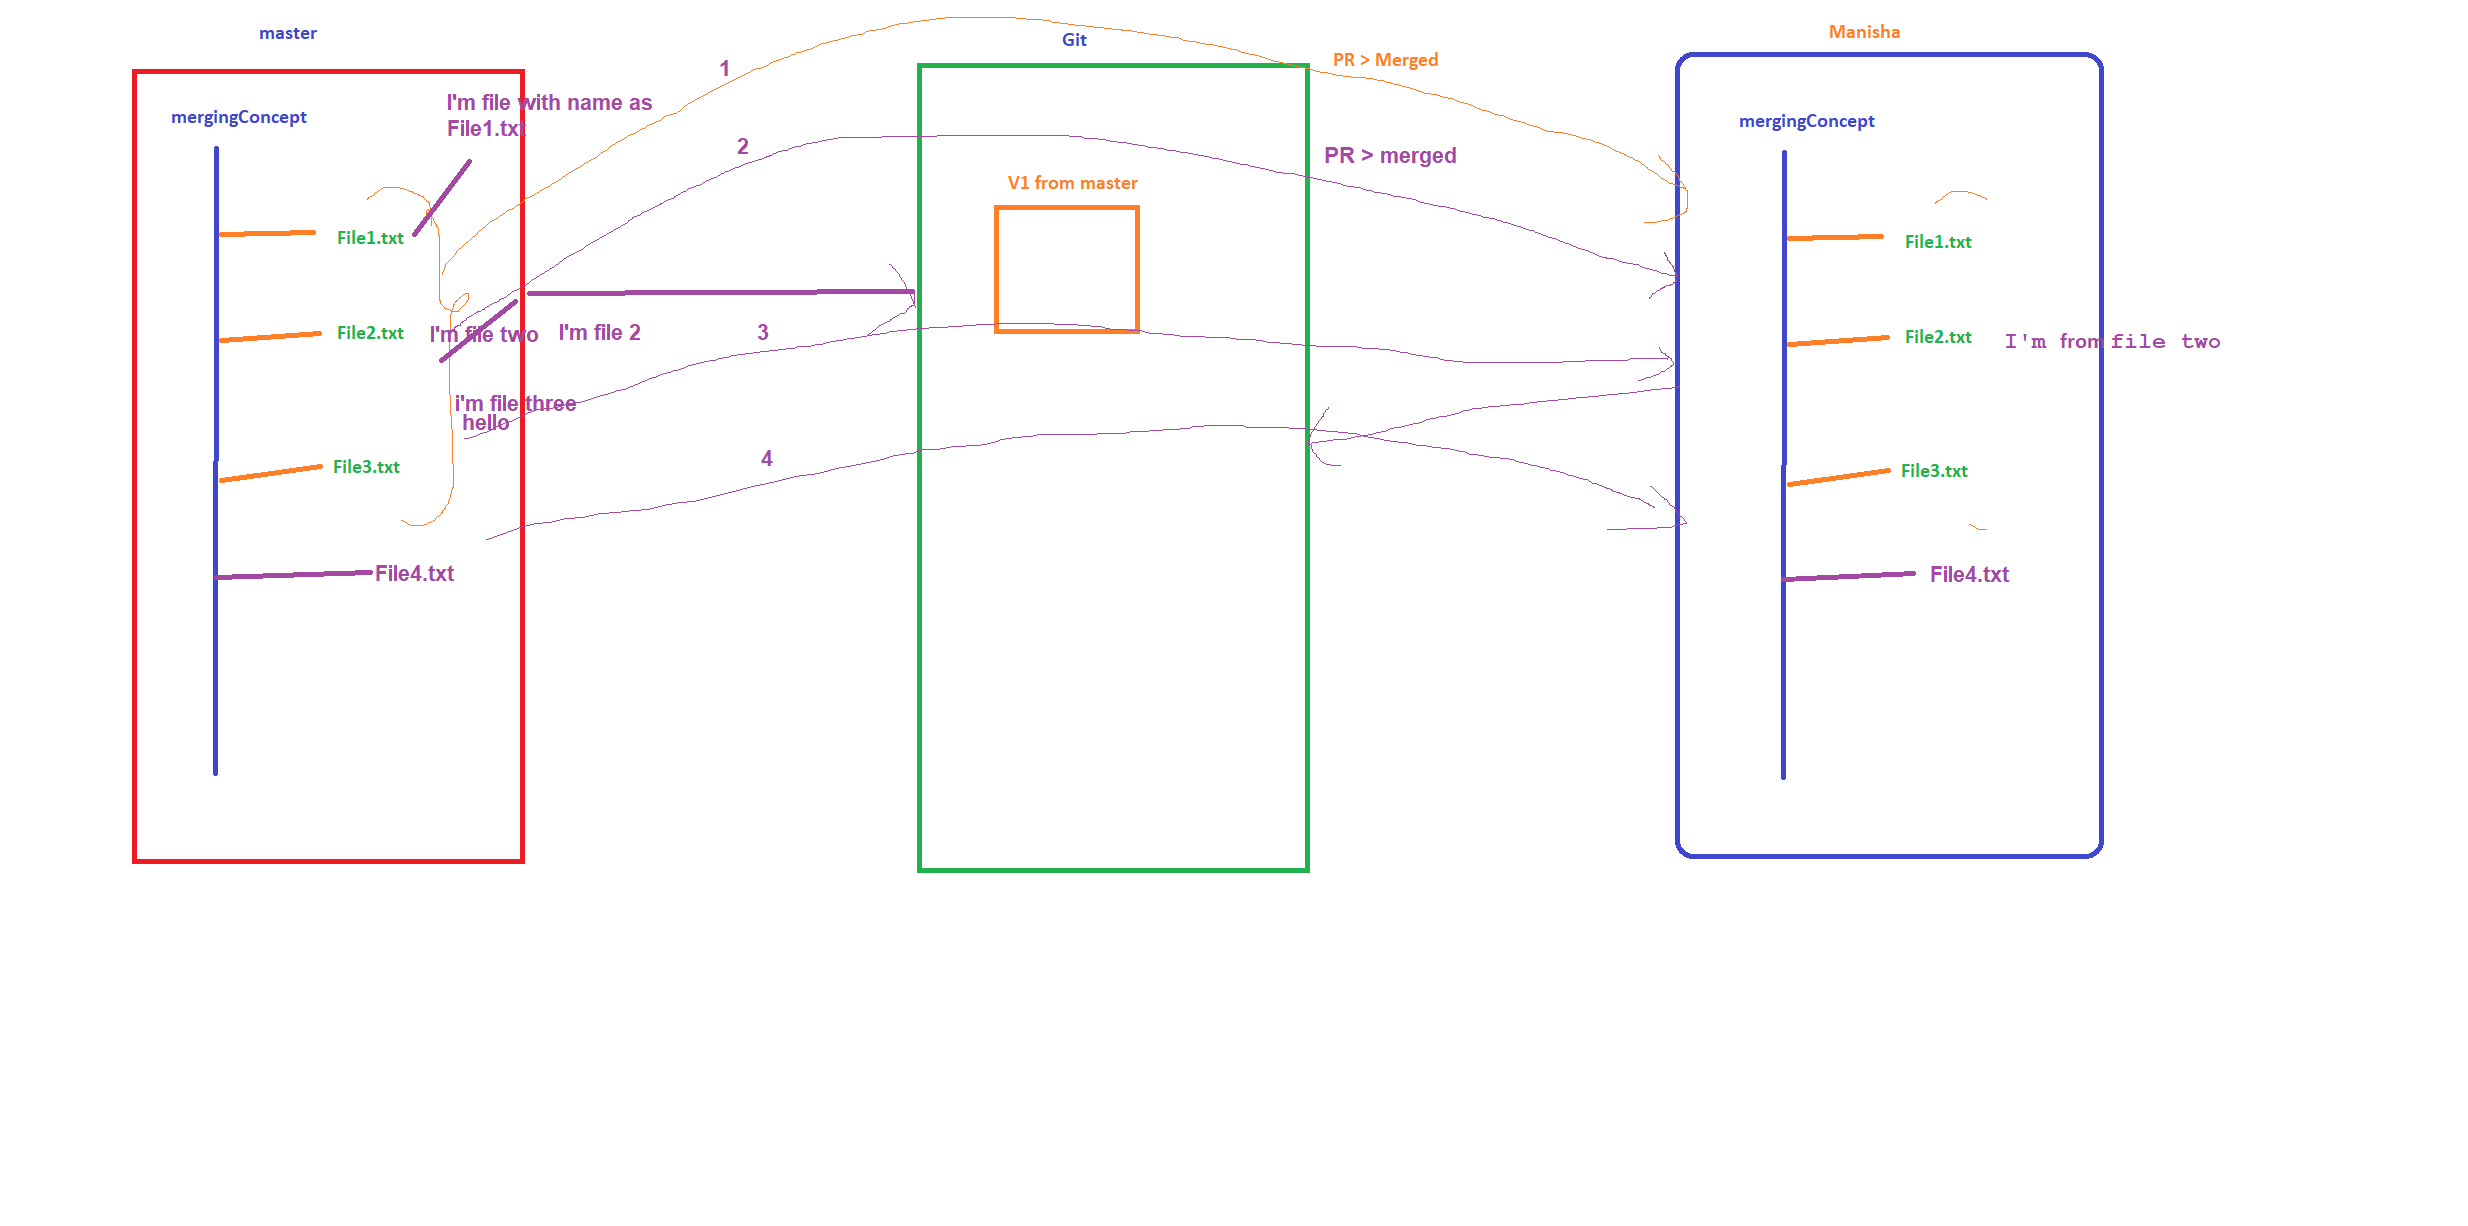 master
Git
Manisha
PR > Merged
1
I'm file with name as
File1.txt
mergingConcept
mergingConcept
2
PR > merged
V1 from master
File1.txt
File1.txt
File2.txt
I'm file two
I'm file 2
3
File2.txt
I'm from file two
i'm file three
hello
4
File3.txt
File3.txt
File4.txt
File4.txt